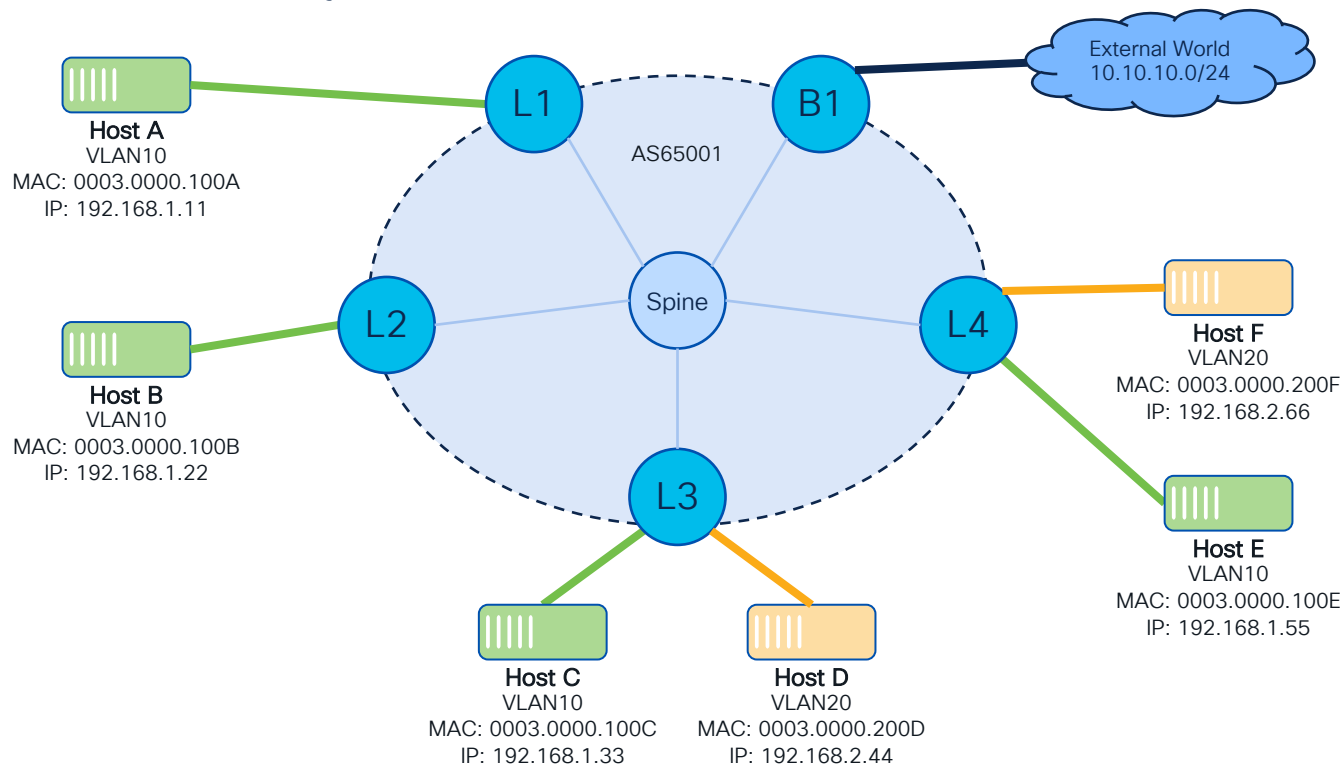 External World
10.10.10.0/24
L1
B1
Host A
VLAN10
MAC: 0003.0000.100A
IP: 192.168.1.11
AS65001
Spine
L2
L4
Host F
VLAN20
MAC: 0003.0000.200F
IP: 192.168.2.66
Host B
VLAN10
MAC: 0003.0000.100B
IP: 192.168.1.22
L3
Host E
VLAN10
MAC: 0003.0000.100E
IP: 192.168.1.55
Host C
VLAN10
MAC: 0003.0000.100C
IP: 192.168.1.33
Host D
VLAN20
MAC: 0003.0000.200D
IP: 192.168.2.44